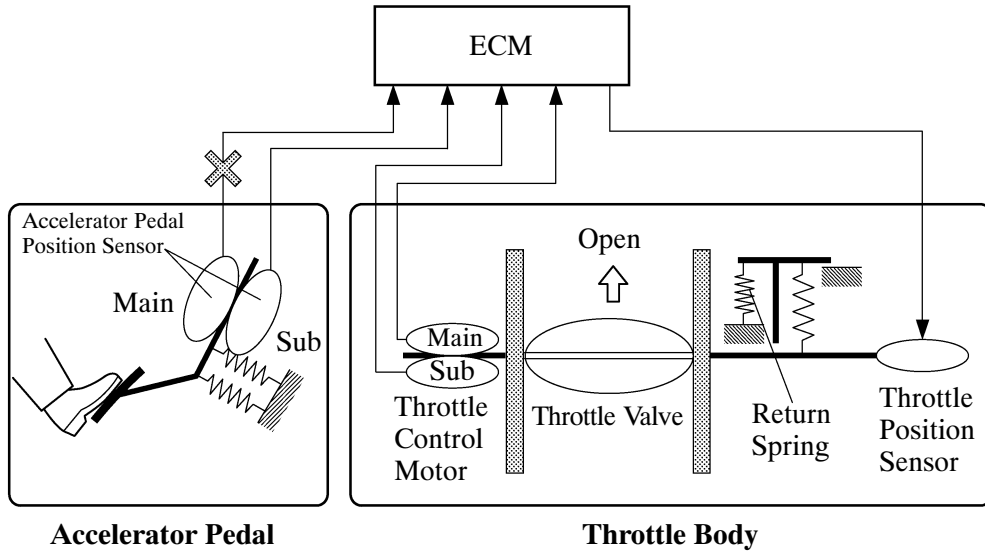 ECM
Accelerator Pedal
Position Sensor
Main
Sub
Open
Main
Sub
Throttle
Control
Motor
Throttle Valve
Return
Spring
Throttle
Position
Sensor
Accelerator Pedal
Throttle Body